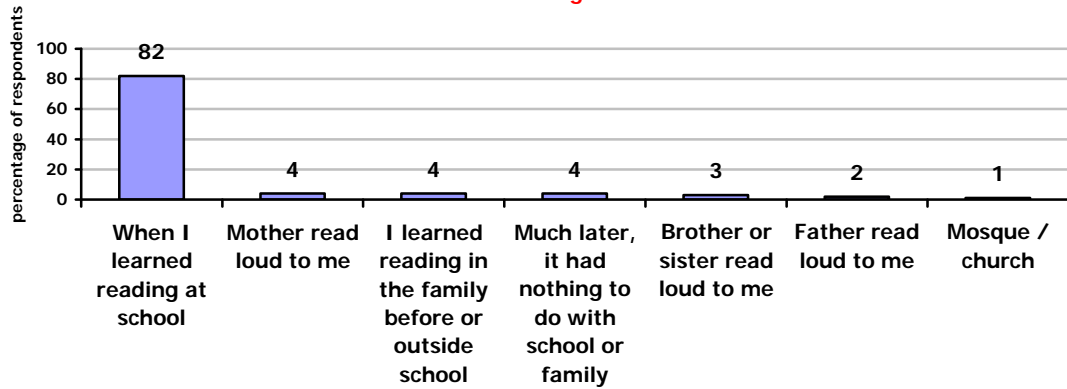 percentage of respondents
100
80
60
40
20
0
82
4
4
4
3
2
1
When I
learned
reading at
school
Mother read
loud to me
I learned
reading in
the family
before or
outside
school
Much later,
it had
nothing to
do with
school or
family
Brother or
sister read
loud to me
Father read
loud to me
Mosque /
church